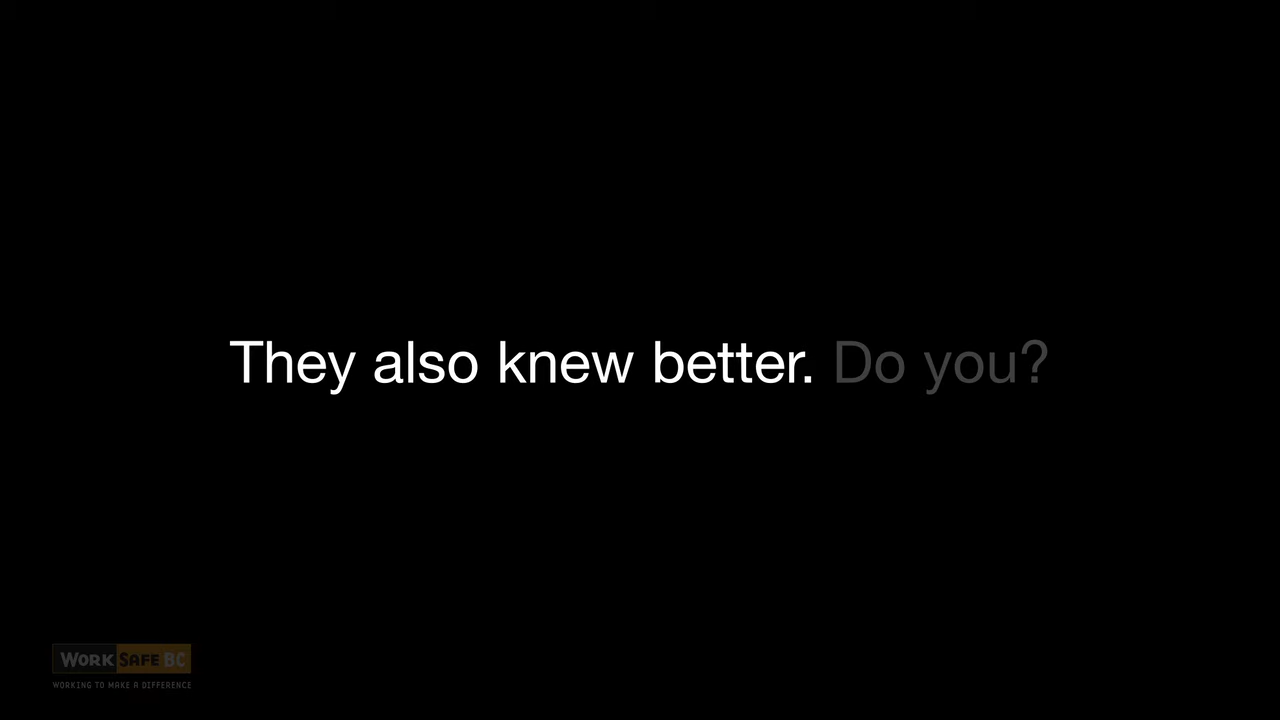 They also knew better. Do you?
WORK SAFE BC
WORKING TO MAKE A DIFFERENCE